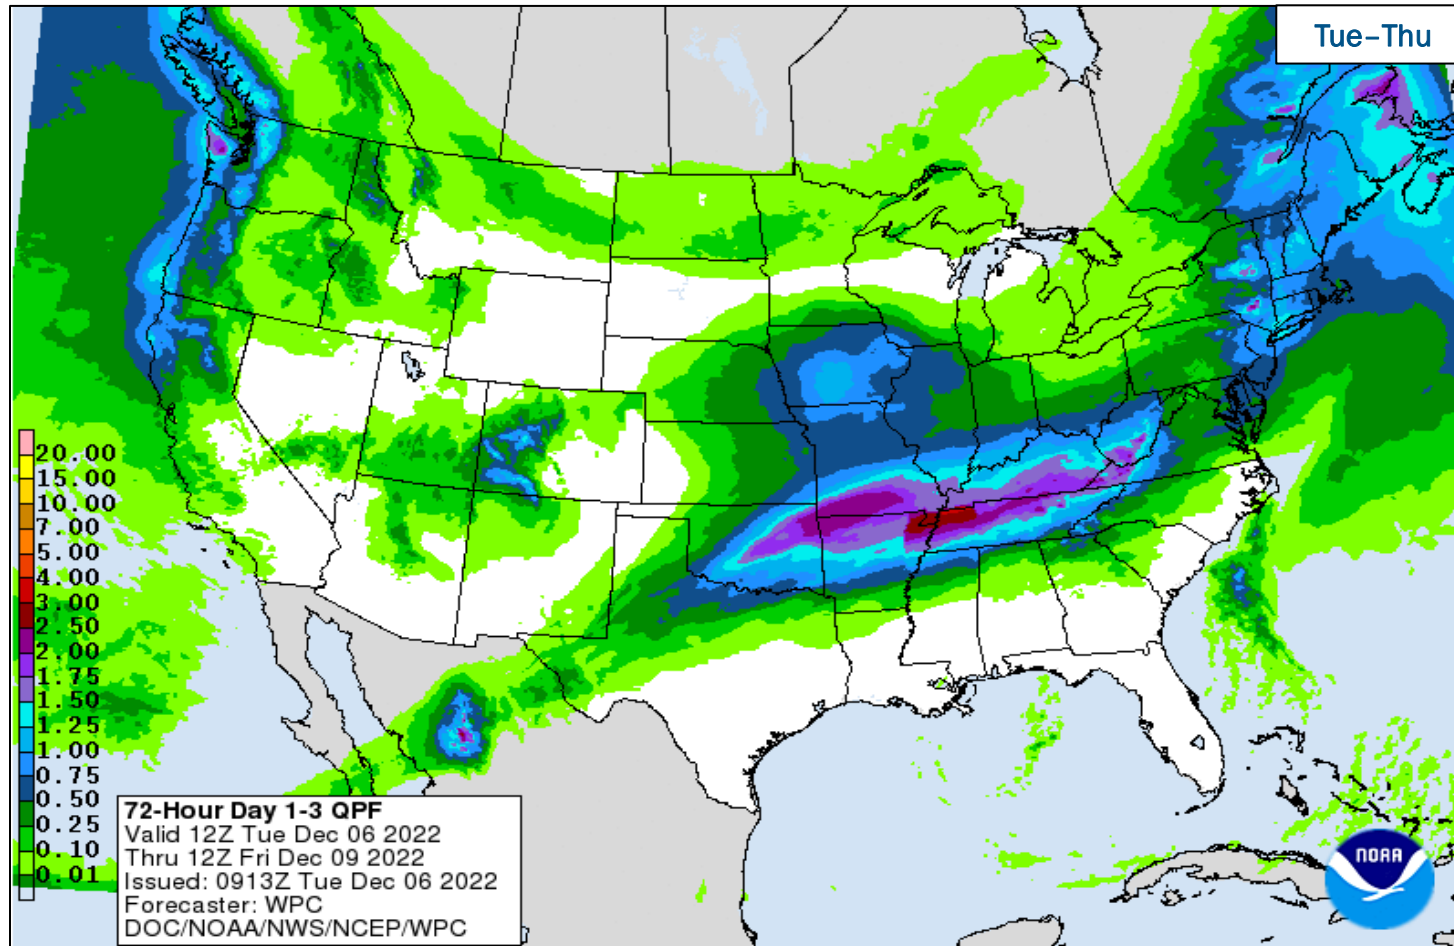 Tue-Thu
20.00
15.00
10.00
7.00
5.00
4.00
3.00
2.50
2.00
1.75
1.50
1.25
1.00
0.75
0.50
0.25
0.10
0.01
72-Hour Day 1-3 QPF
Valid 12Z Tue Dec 06 2022
Thru 12Z Fri Dec 09 2022
Issued: 0913Z Tue Dec 06 2022
Forecaster: WPC
DOC/NOAA/NWS/NCEP/WPC
NOAA